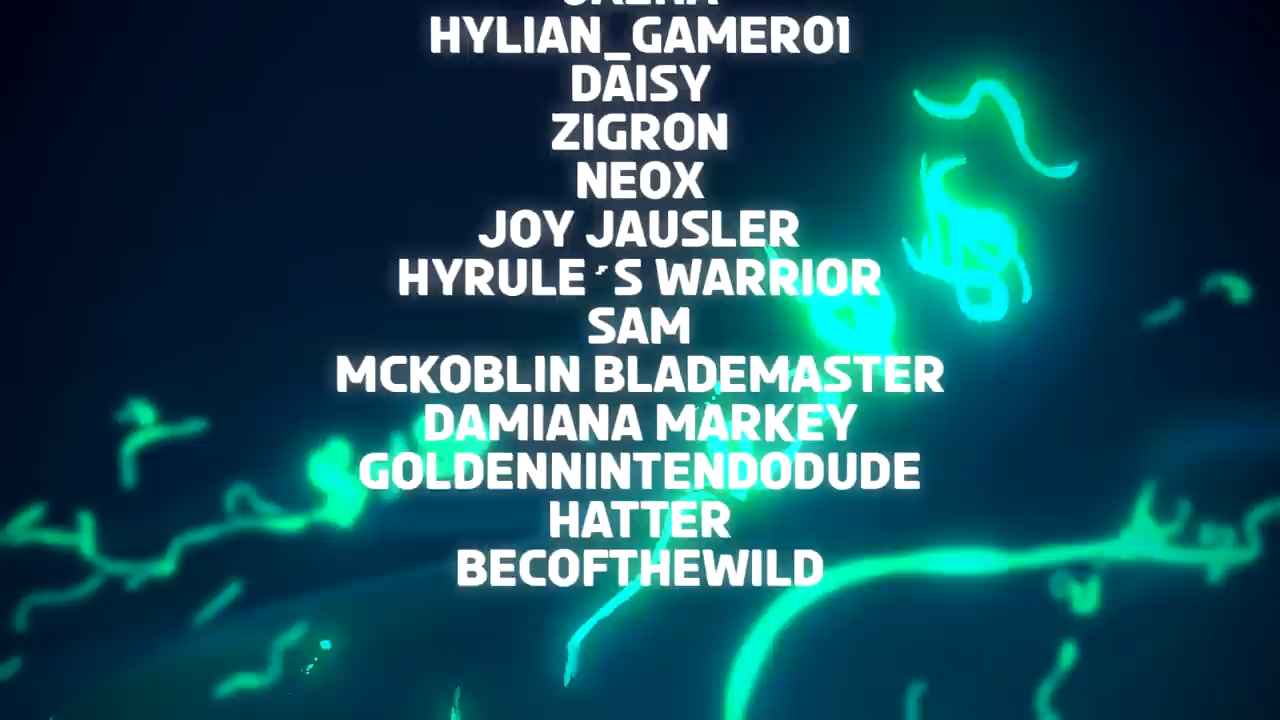 HYLIAN_GAMER01
DAISY
ZIGRON
NEOX
JOY JAUSLER
HYRULE´S WARRIOR
SAM
MCKOBLIN BLADEMASTER
DAMIANA MARKEY
GOLDENNINTENDODUDE
HATTER
BECOFTHEWILD